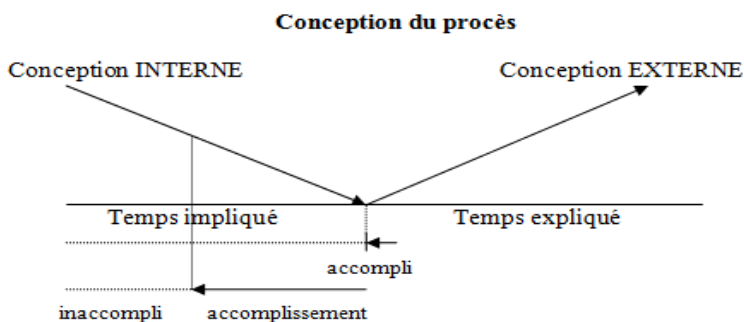 Conception du procès
Conception INTERNE
Conception EXTERNE
Temps impliqué
Temps expliqué
accompli
inaccompli
accomplissement